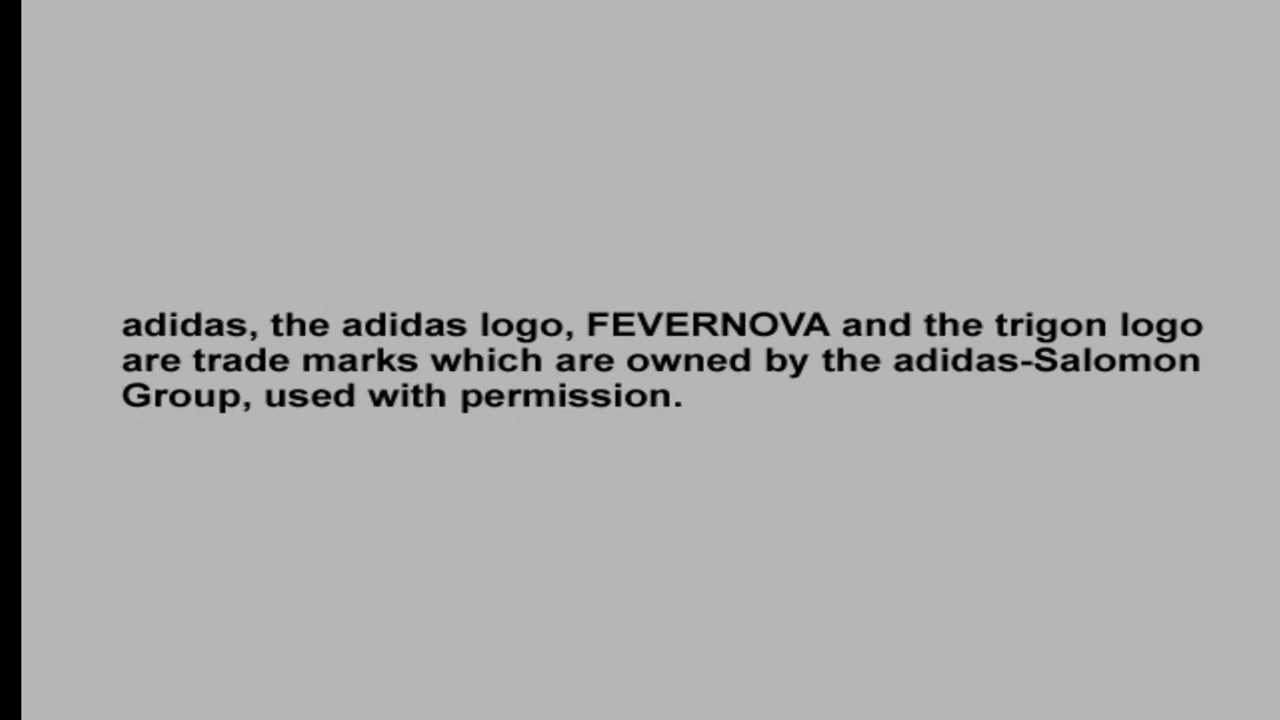 adidas, the adidas logo, FEVERNOVA and the trigon logo
are trade marks which are owned by the adidas-Salomon
Group, used with permission.